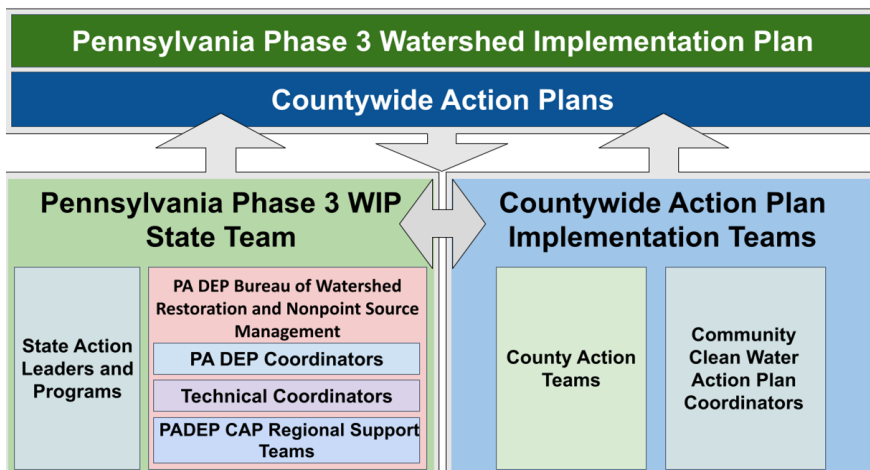 Pennsylvania Phase 3 Watershed Implementation Plan
Countywide Action Plans
Pennsylvania Phase 3 WIP
State Team
State Action
Leaders and
Programs
PA DEP Bureau of Watershed
Restoration and Nonpoint Source
Management
PA DEP Coordinators
Technical Coordinators
PADEP CAP Regional Support
Teams
Countywide Action Plan
Implementation Teams
County Action
Teams
Community
Clean Water
Action Plan
Coordinators